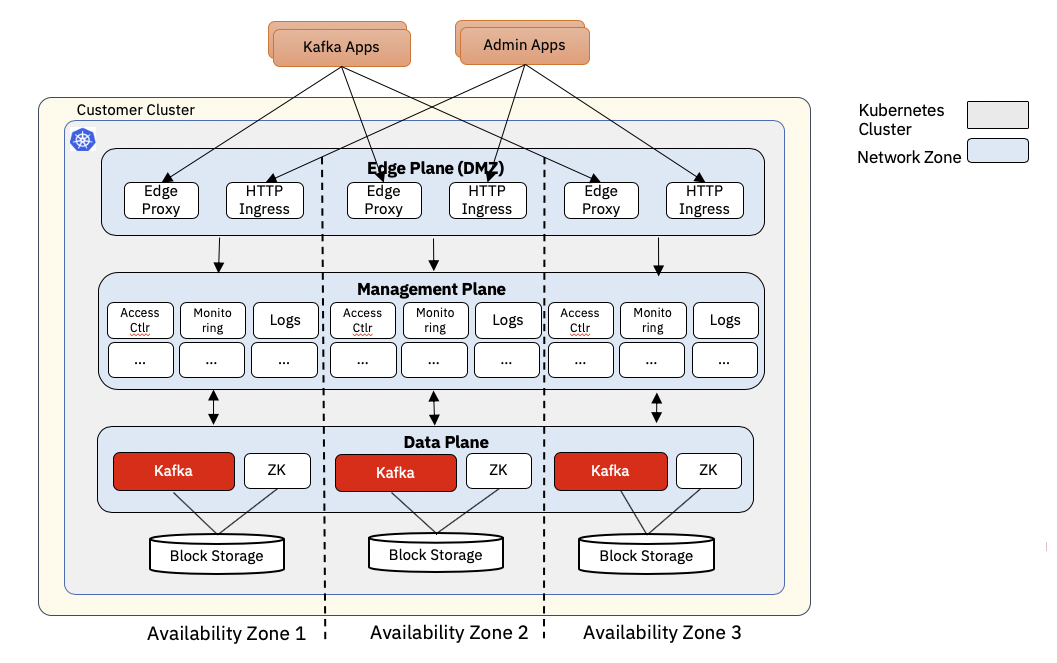 Kafka Apps
Admin Apps
Customer Cluster
Kubernetes
Cluster
Network Zone
Edge Plane (DMZ)
Edge
Proxy
HTTP
Ingress
Edge
Proxy
HTTP
Ingress
Edge
Proxy
HTTP
Ingress
Management Plane
Access
Ctlr
Monito
ring
Logs
Access
Ctlr
Monito
ring
Logs
Access
Ctlr
Monito
ring
Logs
...
...
...
...
...
...
...
...
...
Data Plane
Kafka
ZK
Kafka
ZK
Kafka
ZK
Block Storage
Block Storage
Block Storage
Availability Zone 1
Availability Zone 2
Availability Zone 3